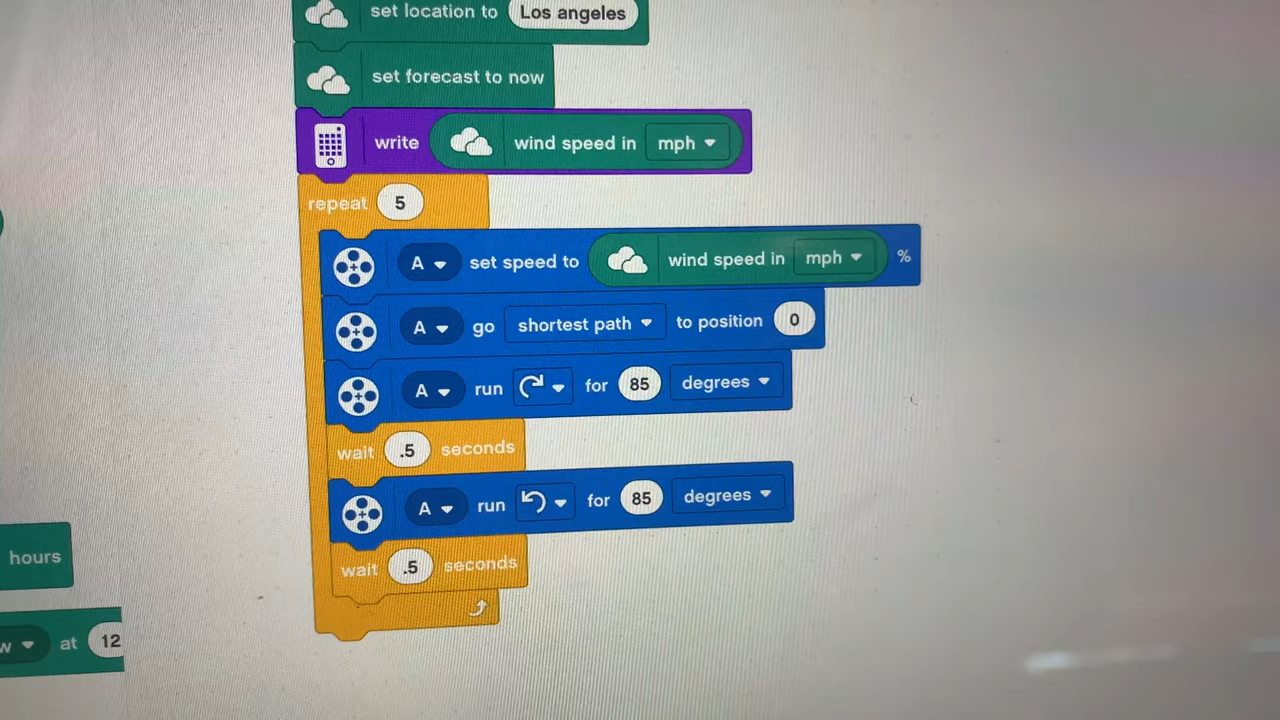 set location to Los angeles
set forecast to now
write wind speed in mph
repeat 5
A set speed to wind speed in mph %
A go shortest path to position 0
A run for 85 degrees
wait .5 seconds
A run for 85 degrees
wait .5 seconds
hours
w at 12